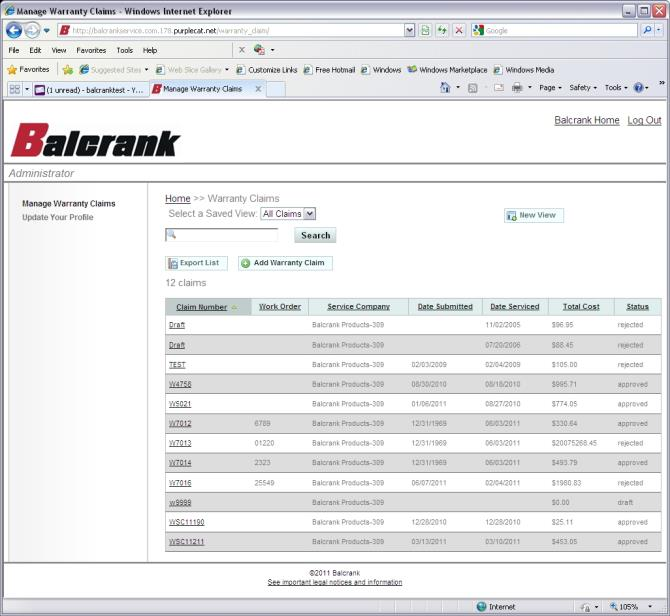 Manage Warranty Claims - Windows Internet Explorer
http://balcrankservice.com.178.purplecat.net/warranty_claim/
Google
File Edit View Favorites Tools Help
Favorites Suggested Sites Web Slice Gallery Customize Links Free Hotmail Windows Windows Marketplace Windows Media
(1 unread) - balcranktest - Y... Manage Warranty Claims Page Safety Tools
Balcrank Home Log Out
Balcrank
Administrator
Manage Warranty Claims
Update Your Profile
Home >> Warranty Claims
Select a Saved View: All Claims New View
Search
Export List Add Warranty Claim
12 claims
Claim Number Work Order Service Company Date Submitted Date Serviced Total Cost Status
Draft Balcrank Products-309 11/02/2005 $96.95 rejected
Draft Balcrank Products-309 07/20/2006 $88.45 rejected
TEST Balcrank Products-309 02/03/2009 02/04/2009 $105.00 rejected
W4758 Balcrank Products-309 08/30/2010 08/18/2010 $995.71 approved
W5021 Balcrank Products-309 01/06/2011 08/27/2010 $774.05 approved
W7012 6789 Balcrank Products-309 12/31/1969 06/03/2011 $330.64 approved
W7013 01220 Balcrank Products-309 12/31/1969 06/03/2011 $20075268.45 rejected
W7014 2323 Balcrank Products-309 12/31/1969 06/03/2011 $493.79 approved
W7016 25549 Balcrank Products-309 06/07/2011 02/04/2011 $1980.83 rejected
w9999 Balcrank Products-309 $0.00 draft
WSC11190 Balcrank Products-309 12/28/2010 12/28/2010 $25.11 approved
WSC11211 Balcrank Products-309 03/13/2011 03/10/2011 $453.05 approved
©2011 Balcrank
See important legal notices and information
Internet 105%